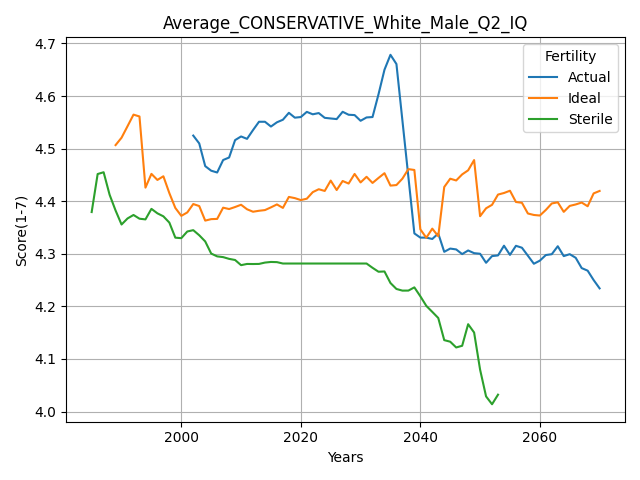 Average_CONSERVATIVE_White_Male_Q2_IQ
Fertility
Actual
Ideal
Sterile
Score(1-7)
4.7
4.6
4.5
4.4
4.3
4.2
4.1
4.0
2000
2020
2040
2060
Years